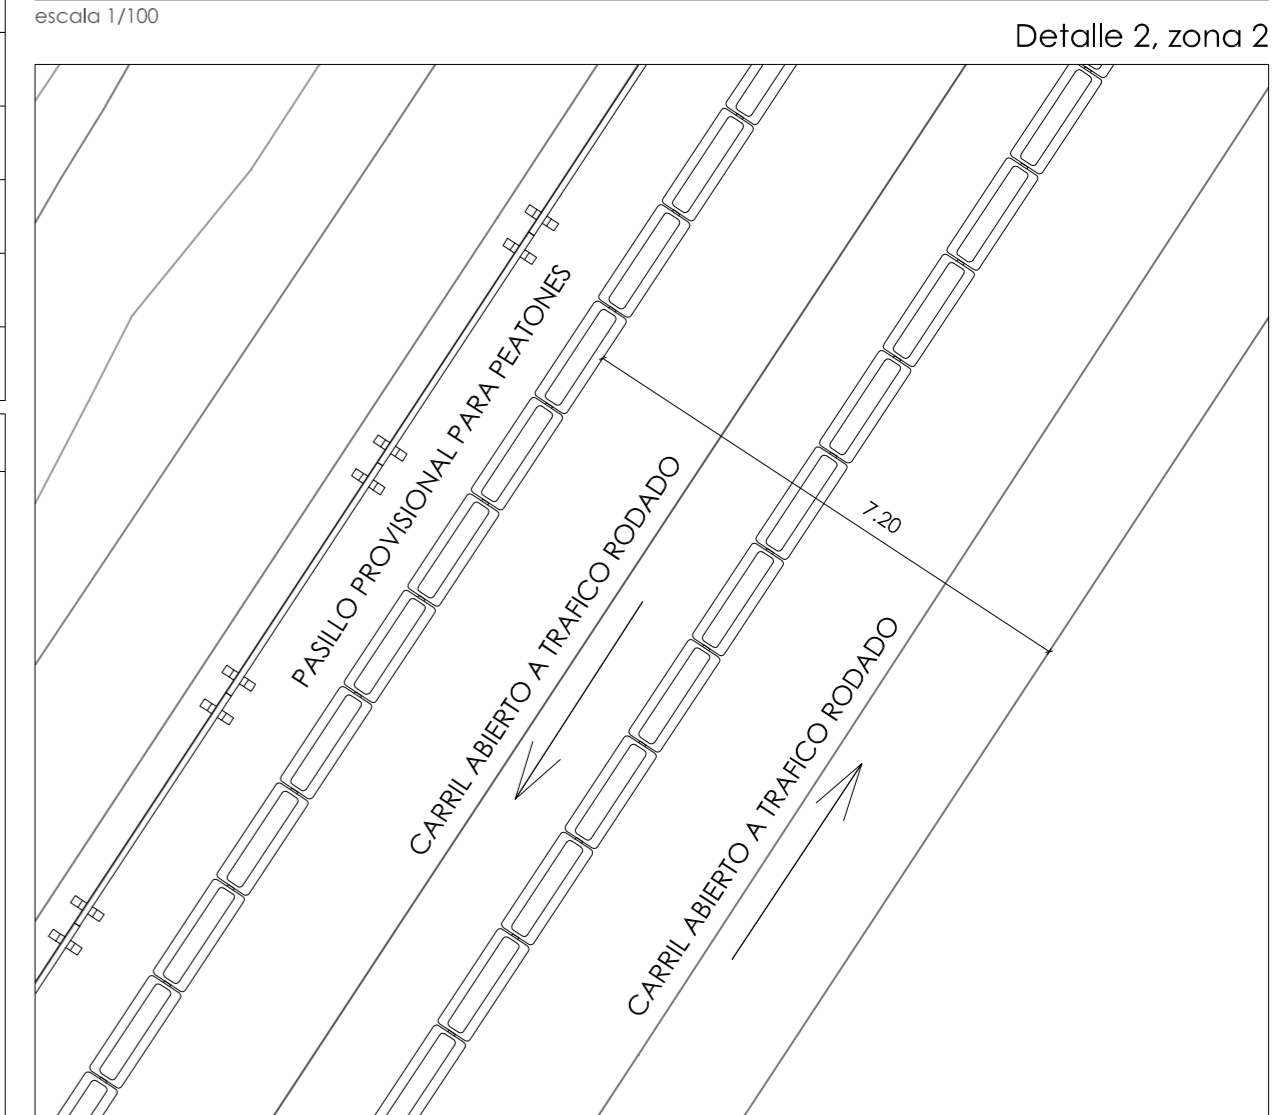 escala 1/100
Detalle 2, zona 2
PASILLO PROVISIONAL PARA PEATONES
CARRIL ABIERTO A TRAFICO RODADO
7.20
CARRIL ABIERTO A TRAFICO RODADO